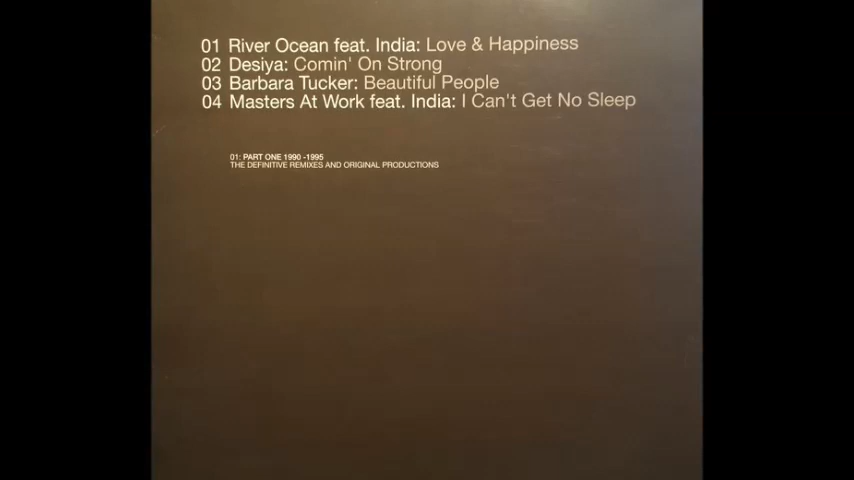 01 River Ocean feat. India: Love & Happiness
02 Desiya: Comin' On Strong
03 Barbara Tucker: Beautiful People
04 Masters At Work feat. India: I Can't Get No Sleep
01: PART ONE 1990 -1995
THE DEFINITIVE REMIXES AND ORIGINAL PRODUCTIONS